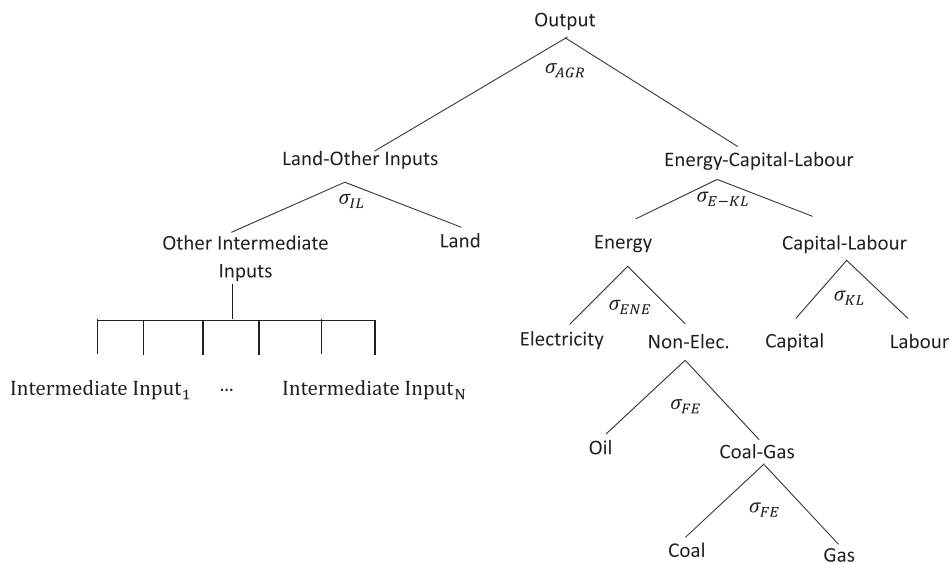 Output
σ_AGR
Land-Other Inputs
Energy-Capital-Labour
σ_IL
σ_E−KL
Other Intermediate
Inputs
Land
Energy
Capital-Labour
σ_ENE
σ_KL
Electricity
Non-Elec.
Capital
Labour
Intermediate Input₁ ... Intermediate Input_N
σ_FE
Oil
Coal-Gas
σ_FE
Coal
Gas